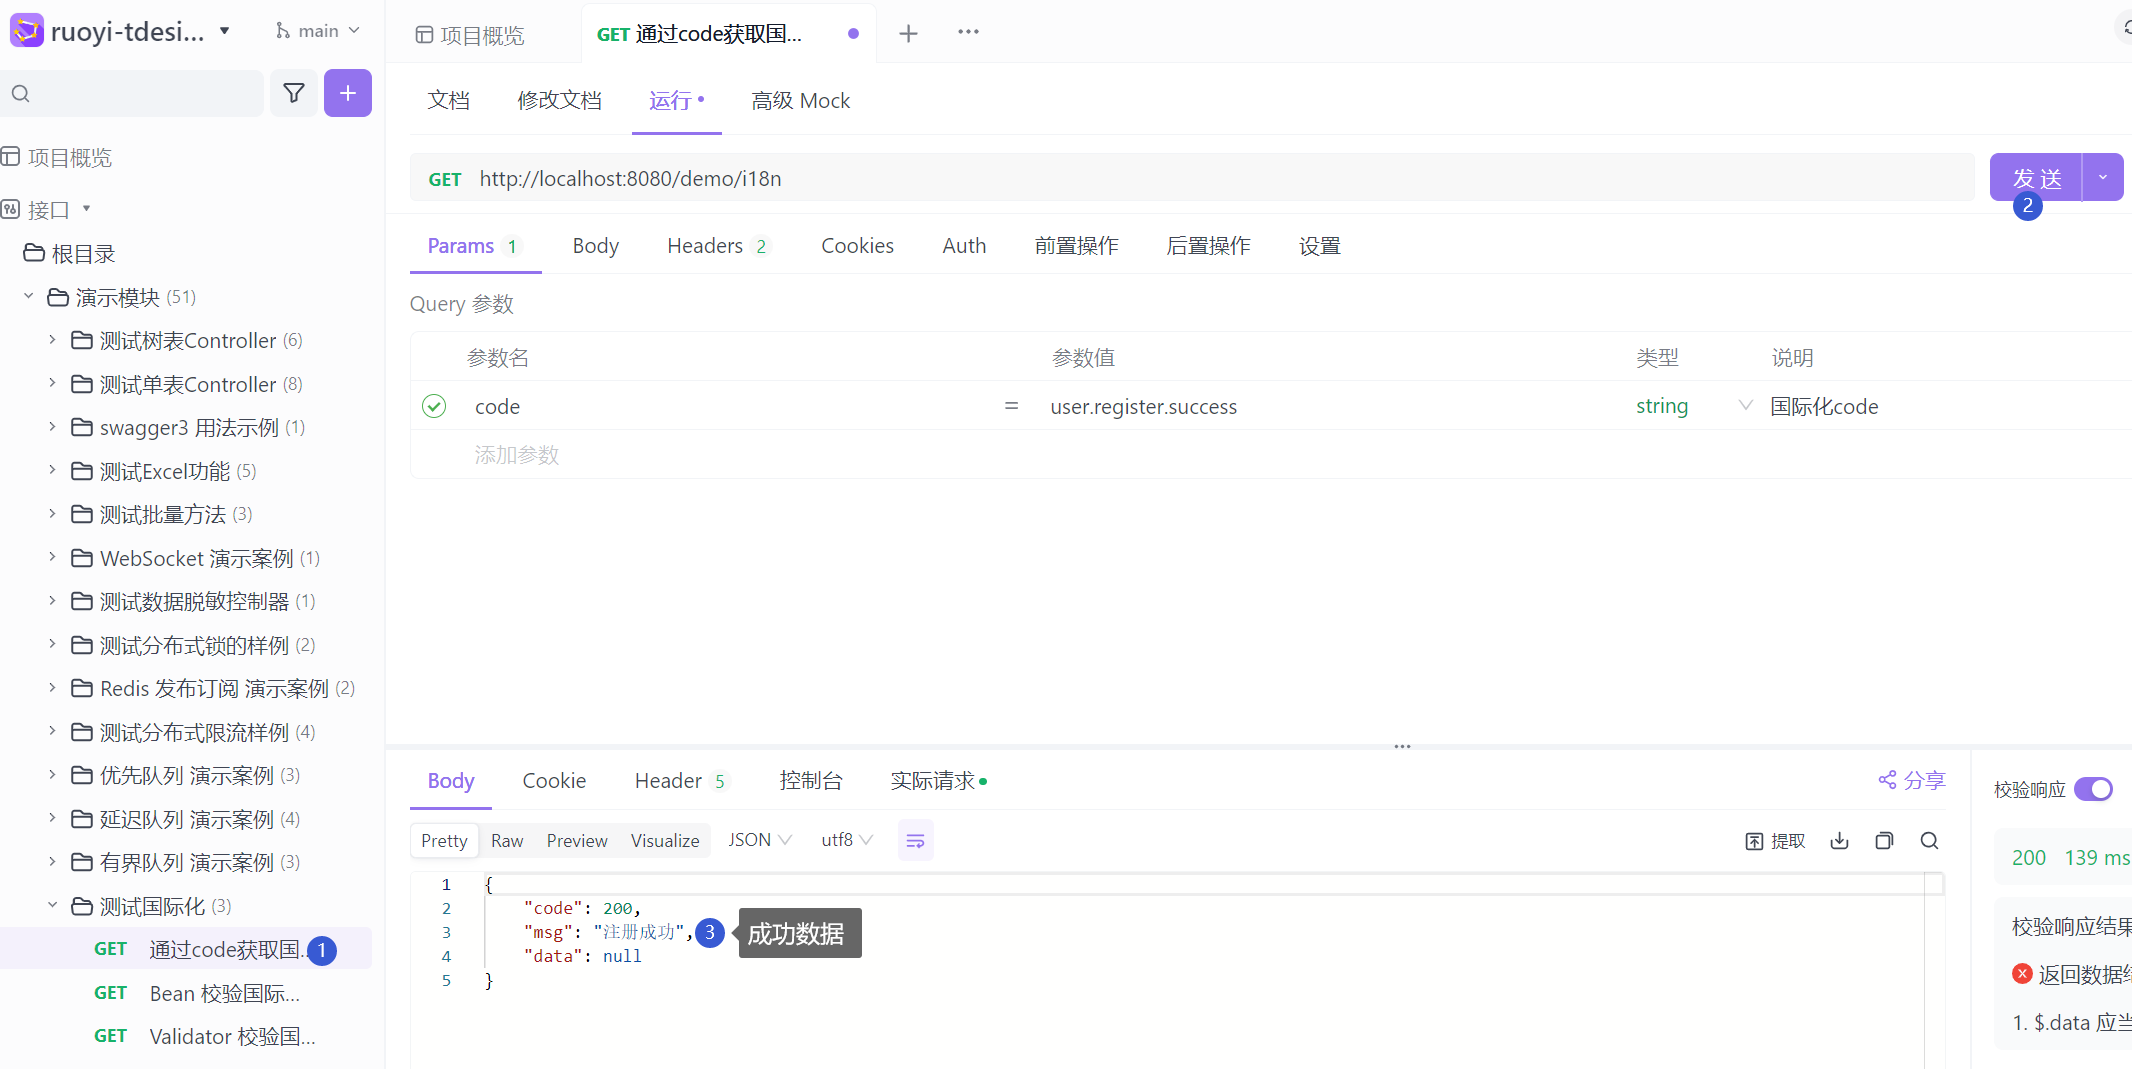 ruoyi-tdesi...
main
项目概览
GET 通过code获取国...
文档
修改文档
运行
高级 Mock
项目概览
接口
根目录
演示模块 (51)
测试树表Controller (6)
测试单表Controller (8)
swagger3 用法示例 (1)
测试Excel功能 (5)
测试批量方法 (3)
WebSocket 演示案例 (1)
测试数据脱敏控制器 (1)
测试分布式锁的样例 (2)
Redis 发布订阅 演示案例 (2)
测试分布式限流样例 (4)
优先队列 演示案例 (3)
延迟队列 演示案例 (4)
有界队列 演示案例 (3)
测试国际化 (3)
GET 通过code获取国... 1
GET Bean 校验国际...
GET Validator 校验国...
GET http://localhost:8080/demo/i18n
发送
2
Params 1
Body
Headers 2
Cookies
Auth
前置操作
后置操作
设置
Query 参数
参数名 参数值 类型 说明
code = user.register.success string 国际化code
添加参数
Body
Cookie
Header 5
控制台
实际请求
分享
Pretty
Raw
Preview
Visualize
JSON
utf8
提取
1 {
2 "code": 200,
3 "msg": "注册成功", 3 成功数据
4 "data": null
5 }
校验响应
200 139 ms
校验响应结果
返回数据结
1. $.data 应当